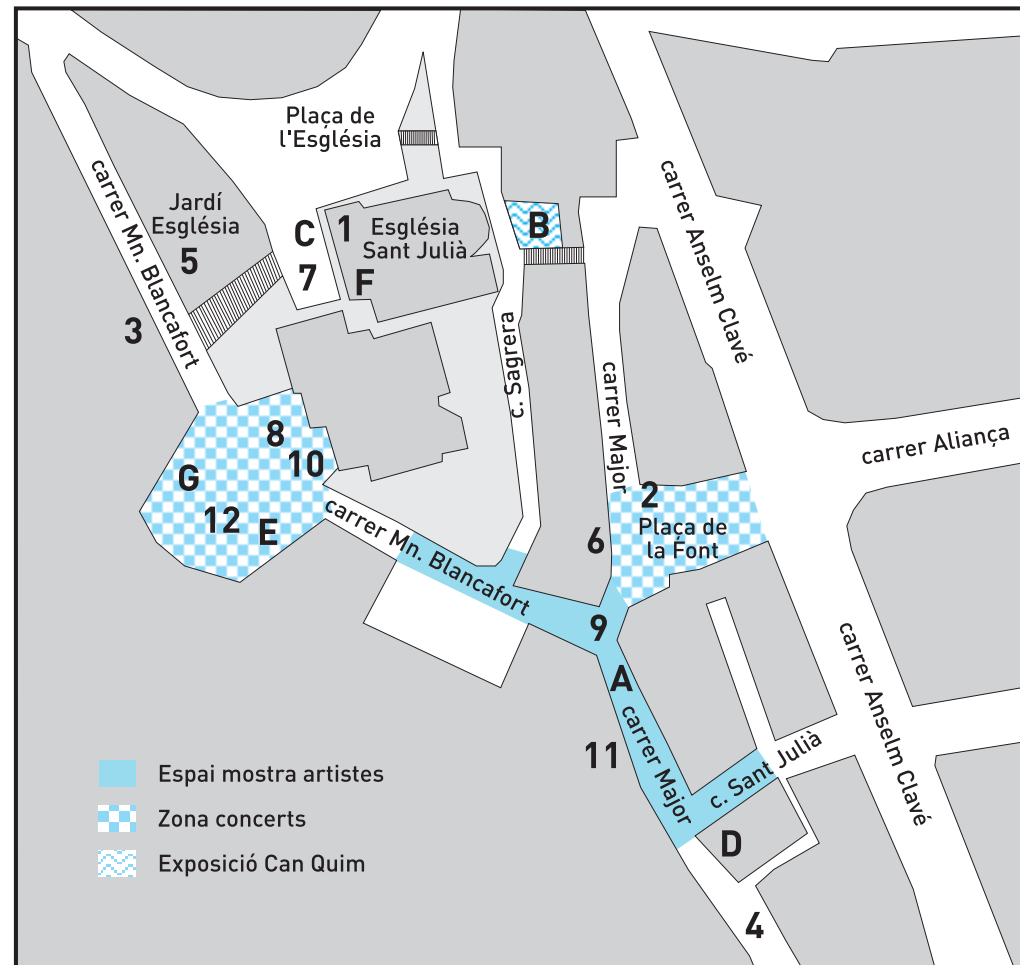 Plaça de
l'Església
carrer Mn. Blancafort
Jardí
Església
5
C
7
1
Església
Sant Julià
F
B
carrer Anselm Clavé
3
c. Sagrera
carrer Major
carrer Aliança
8
10
G
12
E
2
Plaça de
la Font
6
carrer Mn. Blancafort
9
A
11
carrer Major
c. Sant Julià
carrer Anselm Clavé
D
4
Espai mostra artistes
Zona concerts
Exposició Can Quim